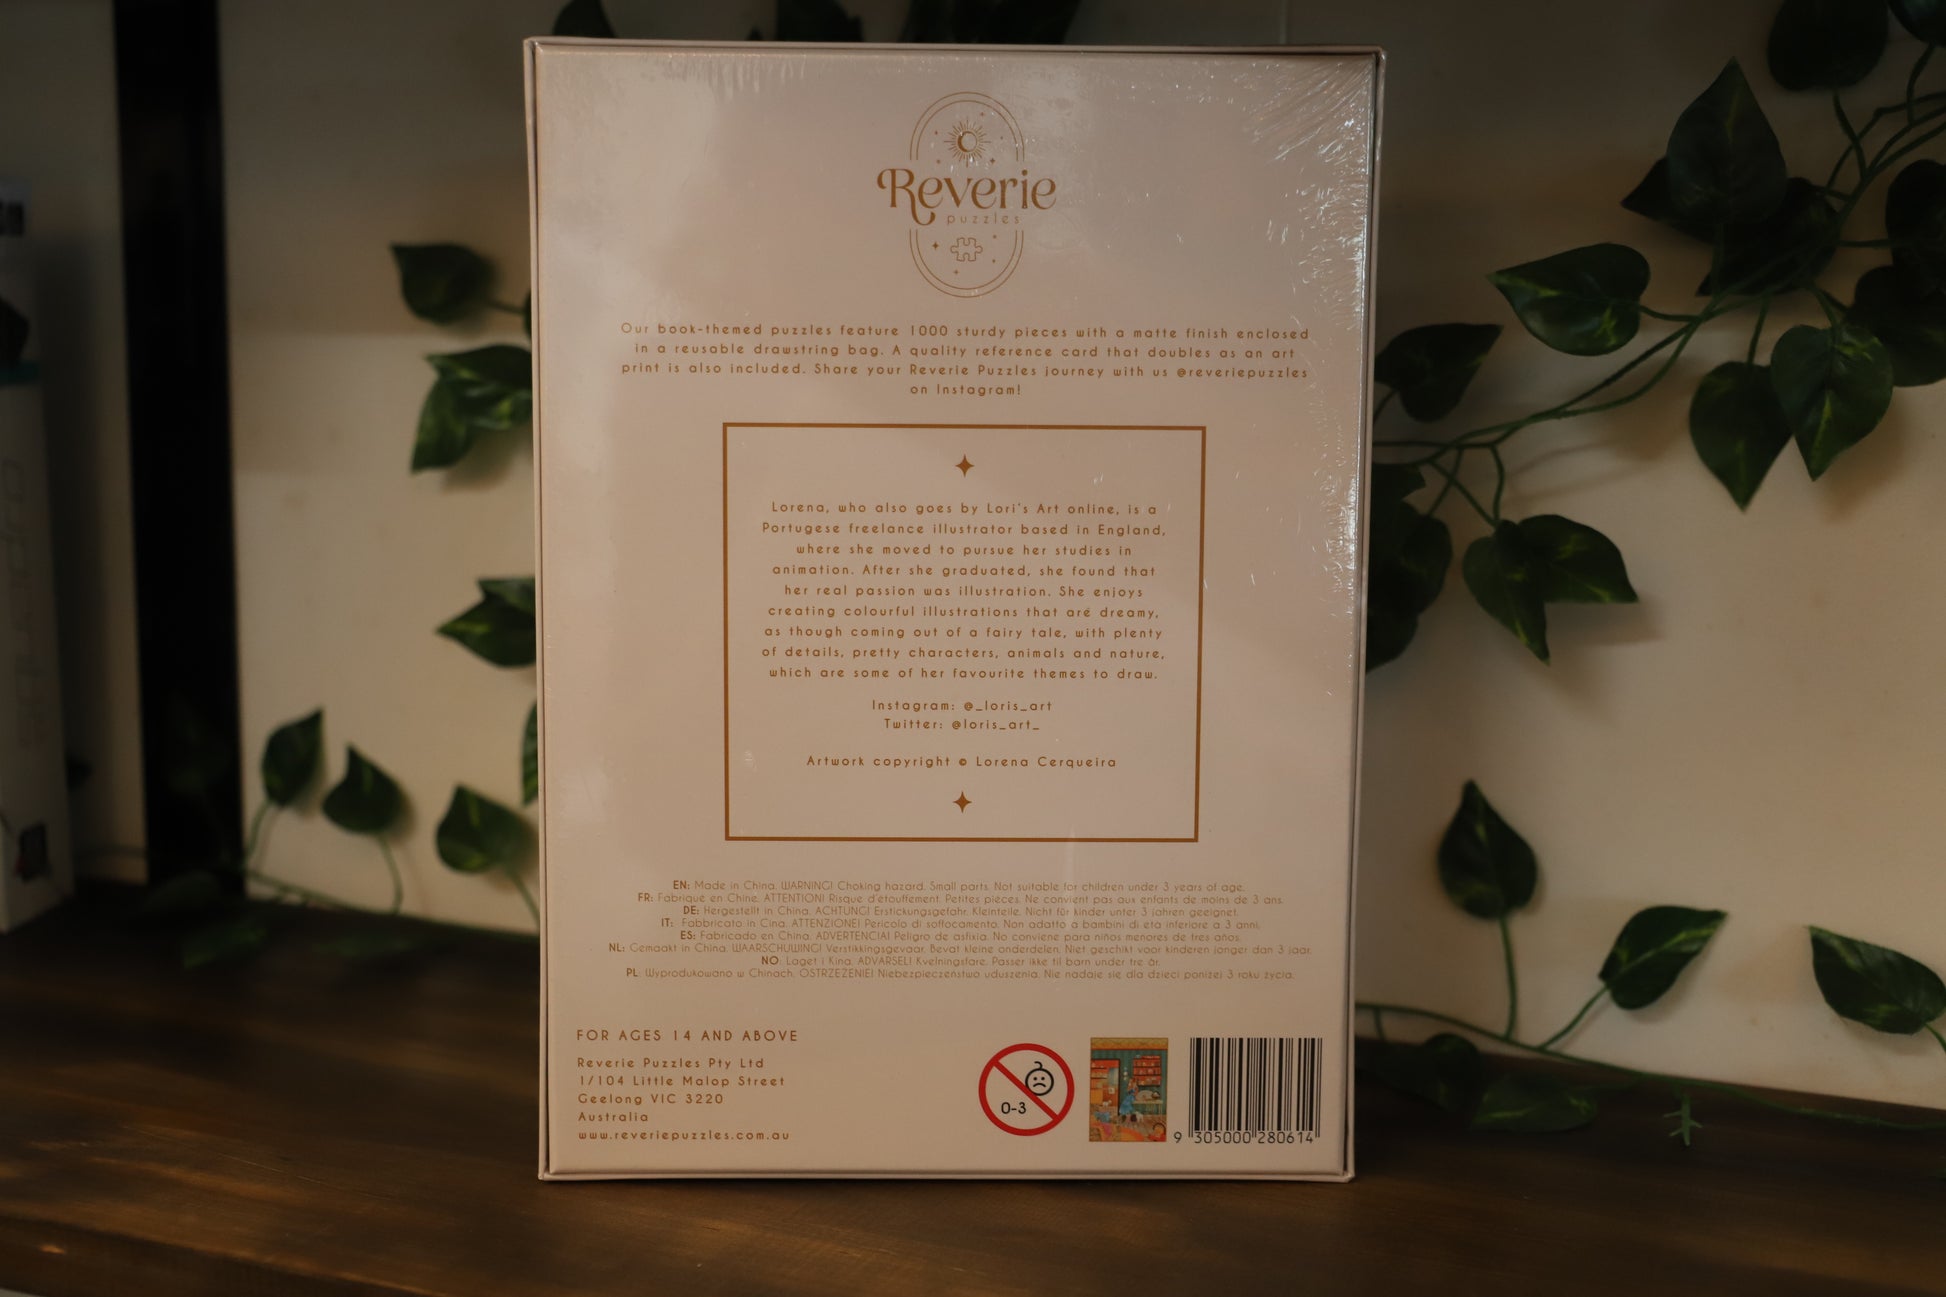 Reverie
puzzles
Our book-themed puzzles feature 1000 sturdy pieces with a matte finish enclosed
in a reusable drawstring bag. A quality reference card that doubles as an art
print is also included. Share your Reverie Puzzles journey with us @reveriepuzzles
on Instagram!
Lorena, who also goes by Lori's Art online, is a
Portugese freelance illustrator based in England,
where she moved to pursue her studies in
animation. After she graduated, she found that
her real passion was illustration. She enjoys
creating colourful illustrations that are dreamy,
as though coming out of a fairy tale, with plenty
of details, pretty characters, animals and nature,
which are some of her favourite themes to draw.
Instagram: @_loris_art
Twitter: @loris_art_
Artwork copyright © Lorena Cerqueira
EN: Made in China. WARNING! Choking hazard. Small parts. Not suitable for children under 3 years of age.
FR: Fabriqué en Chine. ATTENTION! Risque d'étouffement. Petites pièces. Ne convient pas aux enfants de moins de 3 ans.
DE: Hergestellt in China. ACHTUNG! Erstickungsgefahr. Kleinteile. Nicht für kinder unter 3 jahren geeignet.
IT: Fabbricato in Cina. ATTENZIONE! Pericolo di soffocamento. Non adatto a bambini di età inferiore a 3 anni.
ES: Fabricado en China. ADVERTENCIA! Peligro de asfixia. No conviene para niños menores de tres años.
NL: Gemaakt in China. WAARSCHUWING! Verstikkingsgevaar. Bevat kleine onderdelen. Niet geschikt voor kinderen jonger dan 3 jaar.
NO: Laget i Kina. ADVARSEL! Kvelningsfare. Passer ikke til barn under tre år.
PL: Wyprodukowano w Chinach. OSTRZEŻENIE! Niebezpieczeństwo uduszenia. Nie nadaje się dla dzieci poniżej 3 roku życia.
FOR AGES 14 AND ABOVE
Reverie Puzzles Pty Ltd
1/104 Little Malop Street
Geelong VIC 3220
Australia
www.reveriepuzzles.com.au
0-3
9 305000 280614